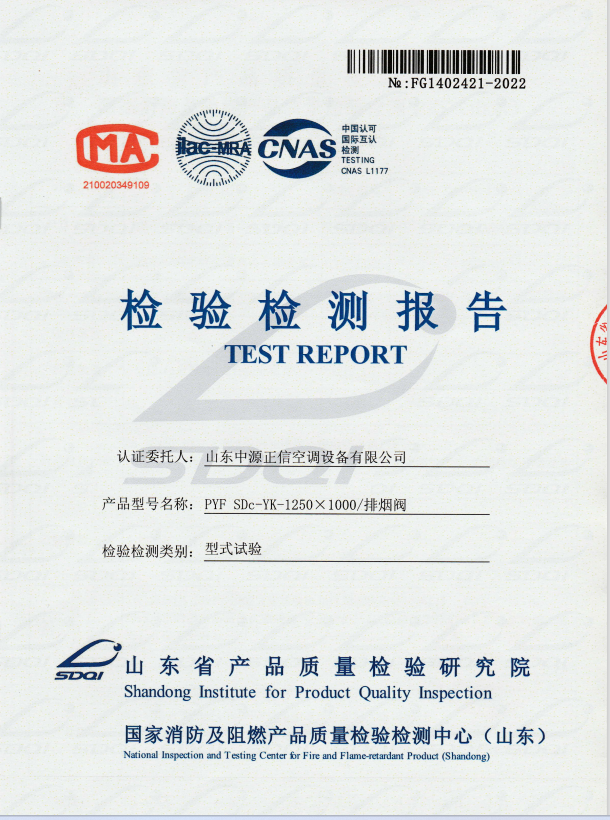 №:FG1402421-2022
MA
210020349109
ilac-MRA
CNAS
中国认可
国际互认
检测
TESTING
CNAS L1177
检验检测报告
TEST REPORT
SDQI
认证委托人：山东中源正信空调设备有限公司
产品型号名称：PYF SDc-YK-1250×1000/排烟阀
检验检测类别：型式试验
SDQI
山东省产品质量检验研究院
Shandong Institute for Product Quality Inspection
国家消防及阻燃产品质量检验检测中心（山东）
National Inspection and Testing Center for Fire and Flame-retardant Product (Shandong)